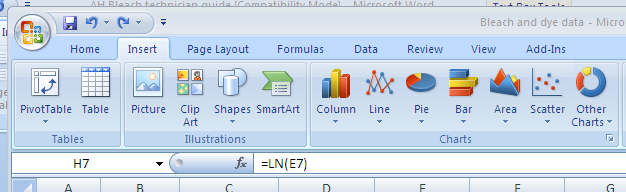 AH Bleach technician guide [Compatibility Mode] - Microsoft Word
Text Box Tools
Bleach and dye data - Micro
Home Insert Page Layout Formulas Data Review View Add-Ins
PivotTable Table Picture Clip Art Shapes SmartArt Column Line Pie Bar Area Scatter Other Charts
Tables Illustrations Charts
H7 fx =LN(E7)
A B C D E F G